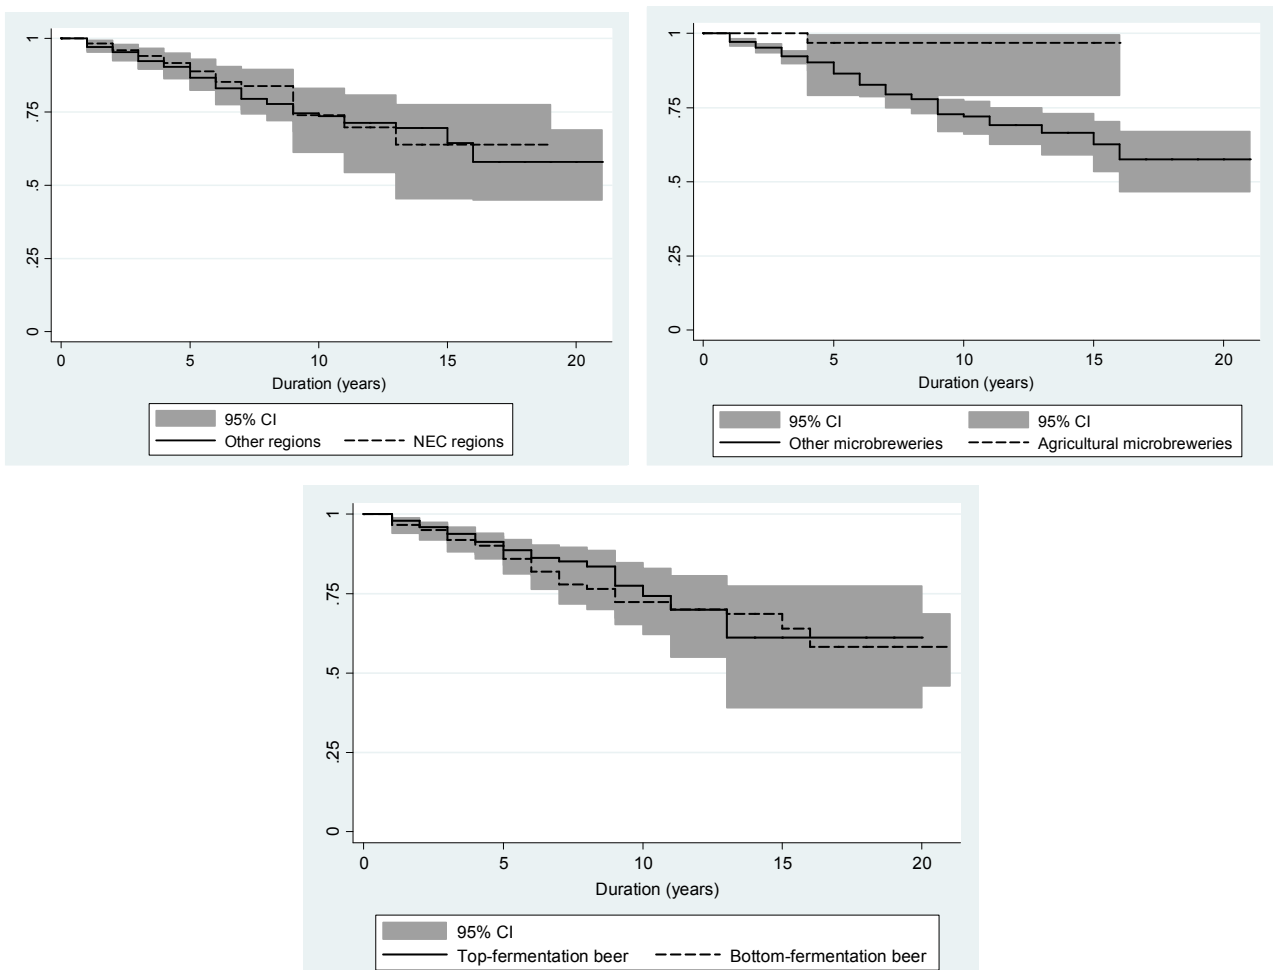 1
.75
.5
.25
0
0 5 10 15 20
Duration (years)
95% CI
Other regions NEC regions
1
.75
.5
.25
0
0 5 10 15 20
Duration (years)
95% CI 95% CI
Other microbreweries Agricultural microbreweries
1
.75
.5
.25
0
0 5 10 15 20
Duration (years)
95% CI
Top-fermentation beer Bottom-fermentation beer